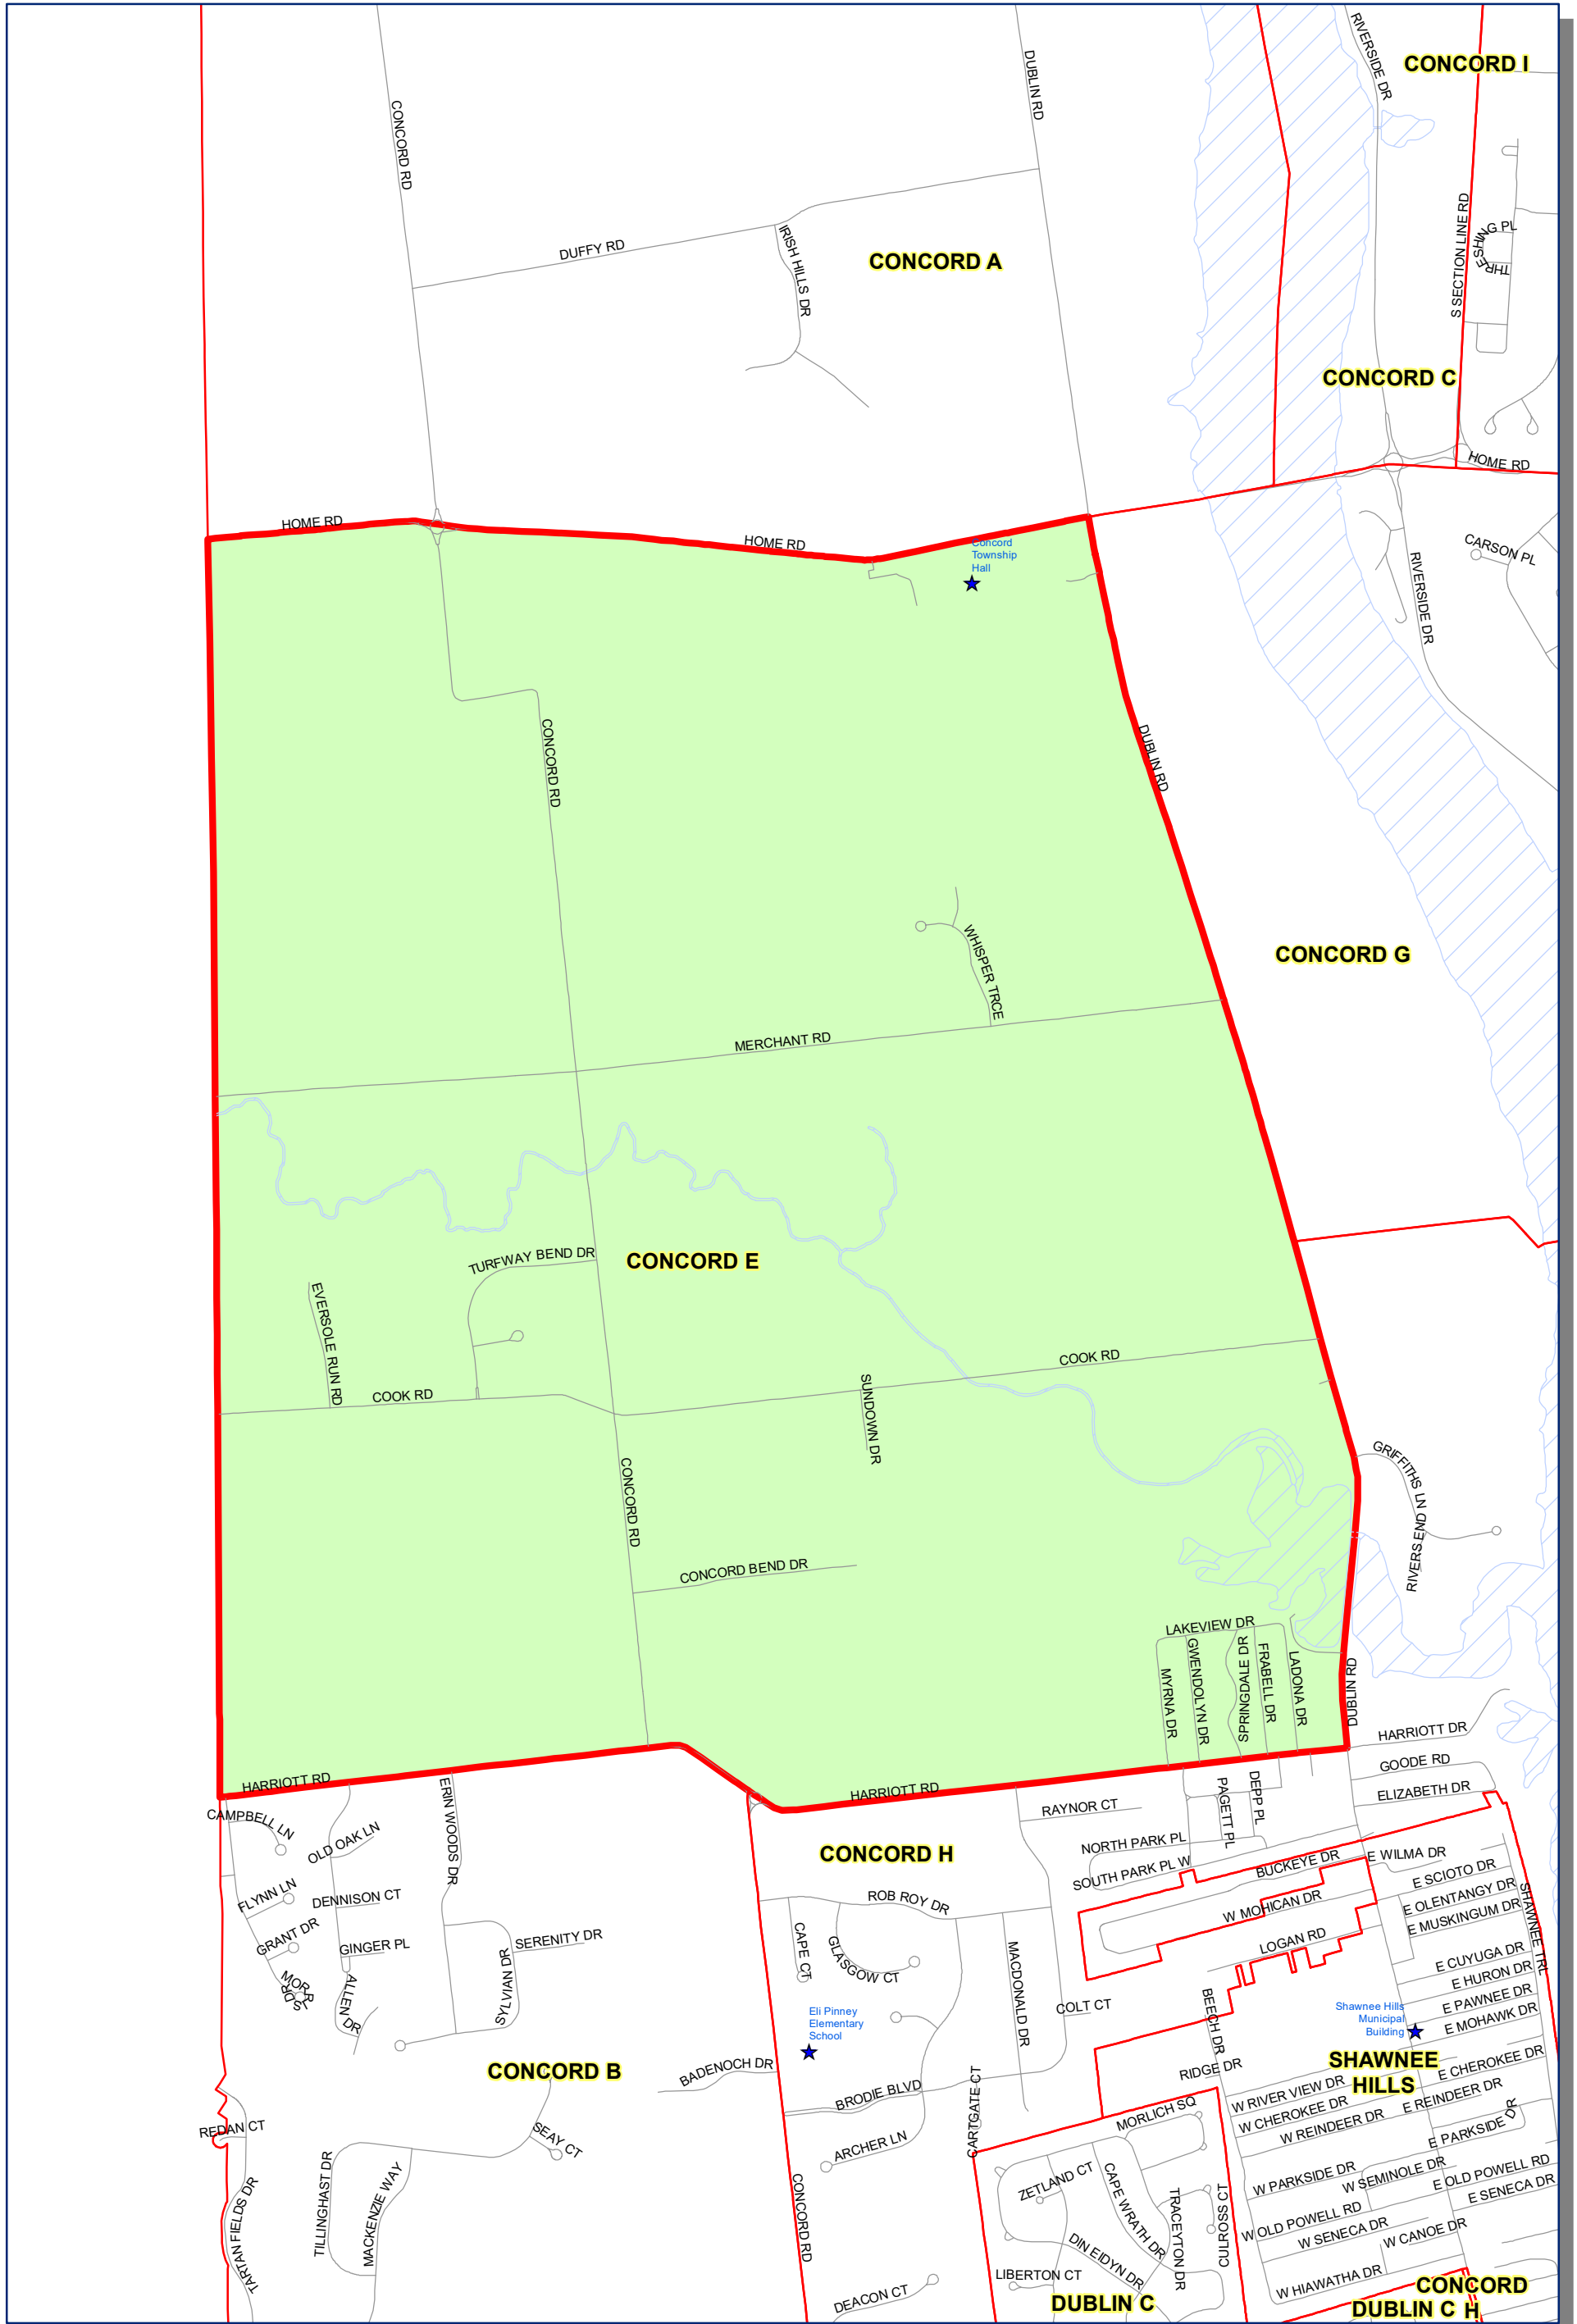 RIVERSIDE DR
CONCORD I
DUBLIN RD
CONCORD RD
S SECTION LINE RD
DUFFY RD
IRISH HILLS DR
CONCORD A
THRESHING PL
CONCORD C
HOME RD
HOME RD
HOME RD
Concord
Township
Hall
CARSON PL
RIVERSIDE DR
CONCORD RD
DUBLIN RD
WHISPER TRCE
CONCORD G
MERCHANT RD
TURFWAY BEND DR
CONCORD E
EVERSOLE RUN RD
COOK RD
COOK RD
SUNDOWN DR
GRIFFITHS LN
RIVERS END LN
CONCORD RD
CONCORD BEND DR
LAKEVIEW DR
MYRNA DR
GWENDOLYN DR
SPRINGDALE DR
FRABELL DR
LADONA DR
DUBLIN RD
HARRIOTT DR
HARRIOTT RD
HARRIOTT RD
GOODE RD
ELIZABETH DR
CAMPBELL LN
OLD OAK LN
ERIN WOODS DR
RAYNOR CT
PAGETT PL
DEPP PL
NORTH PARK PL
SOUTH PARK PL W
CONCORD H
BUCKEYE DR
E WILMA DR
FLYNN LN
DENNISON CT
ROB ROY DR
W MOHICAN DR
E SCIOTO DR
E OLENTANGY DR
E MUSKINGUM DR
SHAWNEE TRL
GRANT DR
GINGER PL
SERENITY DR
CAPE CT
GLASGOW CT
MACDONALD DR
LOGAN RD
E CUYUGA DR
E HURON DR
E PAWNEE DR
E MOHAWK DR
MORRIS DR
ALLEN DR
SYLVIAN DR
COLT CT
BEECH DR
Eli Pinney
Elementary
School
Shawnee Hills
Municipal
Building
CONCORD B
BADENOCH DR
BRODIE BLVD
CARTGATE CT
RIDGE DR
SHAWNEE
HILLS
E CHEROKEE DR
W RIVER VIEW DR
W CHEROKEE DR
W REINDEER DR
E REINDEER DR
REDAN CT
SEAY CT
ARCHER LN
MORLICH SQ
E PARKSIDE DR
TARTAN FIELDS DR
TILLINGHAST DR
MACKENZIE WAY
CONCORD RD
ZETLAND CT
CAPE WRATH DR
TRACEYTON DR
CULROSS CT
W PARKSIDE DR
W SEMINOLE DR
E OLD POWELL RD
E SENECA DR
W OLD POWELL RD
W SENECA DR
W CANOE DR
DIN EIDYN DR
LIBERTON CT
DEACON CT
DUBLIN C
W HIAWATHA DR
CONCORD
H
DUBLIN C